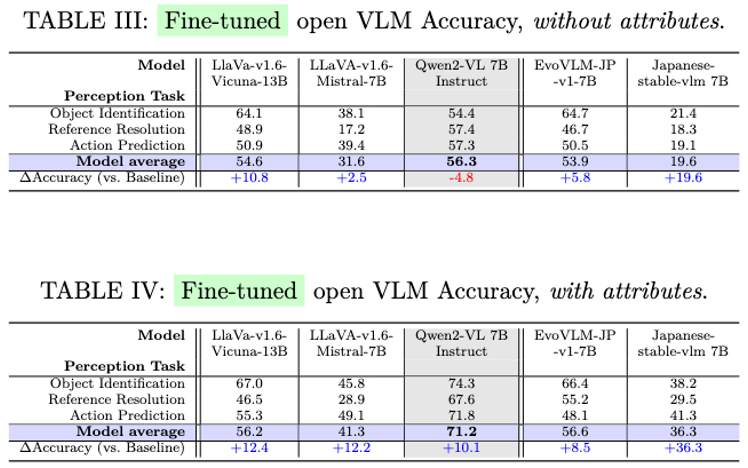 TABLE III: Fine-tuned open VLM Accuracy, without attributes.
Model LlaVa-v1.6-Vicuna-13B LLaVA-v1.6-Mistral-7B Qwen2-VL 7B Instruct EvoVLM-JP-v1-7B Japanese-stable-vlm 7B
Perception Task
Object Identification 64.1 38.1 54.4 64.7 21.4
Reference Resolution 48.9 17.2 57.4 46.7 18.3
Action Prediction 50.9 39.4 57.3 50.5 19.1
Model average 54.6 31.6 56.3 53.9 19.6
ΔAccuracy (vs. Baseline) +10.8 +2.5 -4.8 +5.8 +19.6
TABLE IV: Fine-tuned open VLM Accuracy, with attributes.
Model LlaVa-v1.6-Vicuna-13B LLaVA-v1.6-Mistral-7B Qwen2-VL 7B Instruct EvoVLM-JP-v1-7B Japanese-stable-vlm 7B
Perception Task
Object Identification 67.0 45.8 74.3 66.4 38.2
Reference Resolution 46.5 28.9 67.6 55.2 29.5
Action Prediction 55.3 49.1 71.8 48.1 41.3
Model average 56.2 41.3 71.2 56.6 36.3
ΔAccuracy (vs. Baseline) +12.4 +12.2 +10.1 +8.5 +36.3